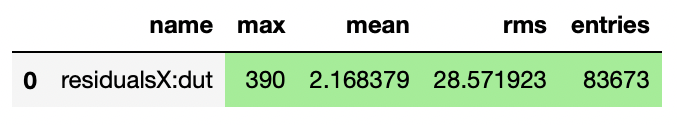 name max mean rms entries
0 residualsX:dut 390 2.168379 28.571923 83673